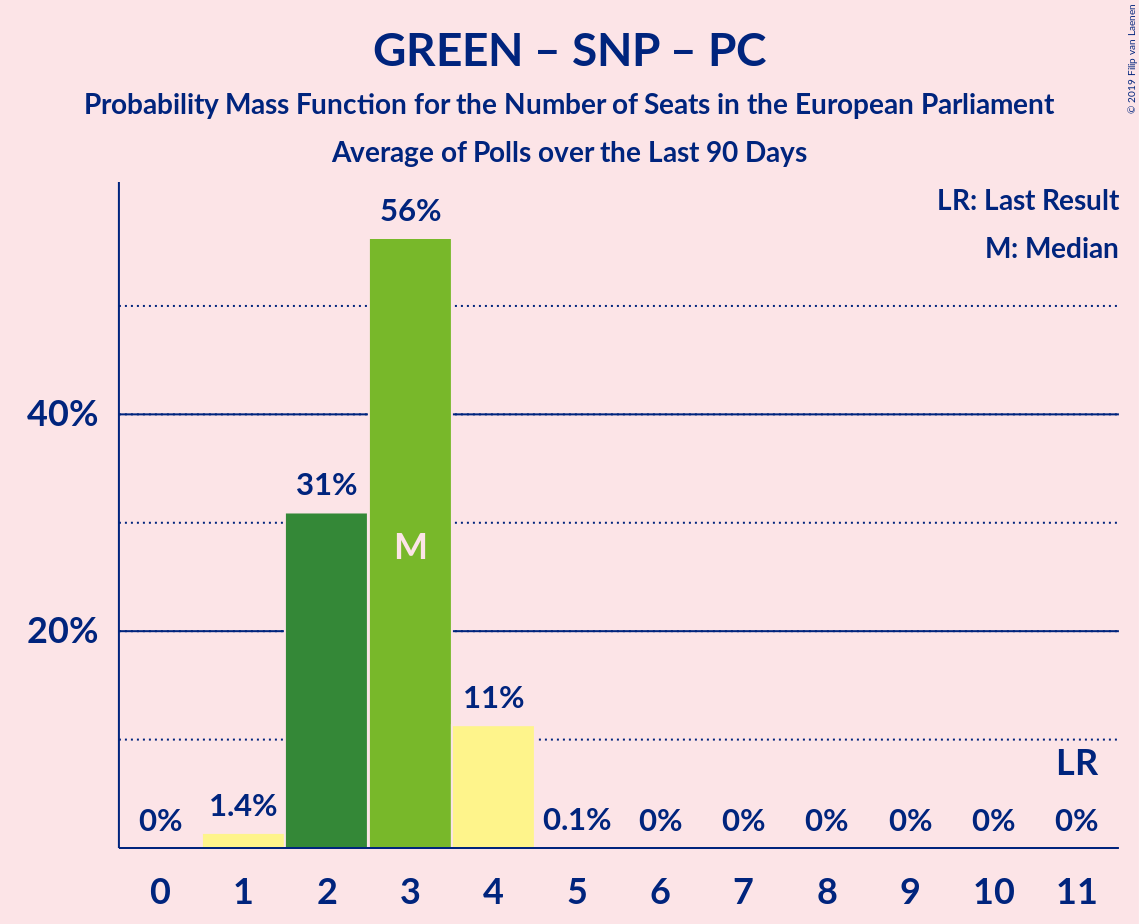 GREEN – SNP – PC
Probability Mass Function for the Number of Seats in the European Parliament
Average of Polls over the Last 90 Days
© 2019 Filip van Laenen
LR: Last Result
M: Median
56%
40%
31%
M
20%
11%
LR
0%
1.4%
0.1%
0%
0%
0%
0%
0%
0%
0 1 2 3 4 5 6 7 8 9 10 11